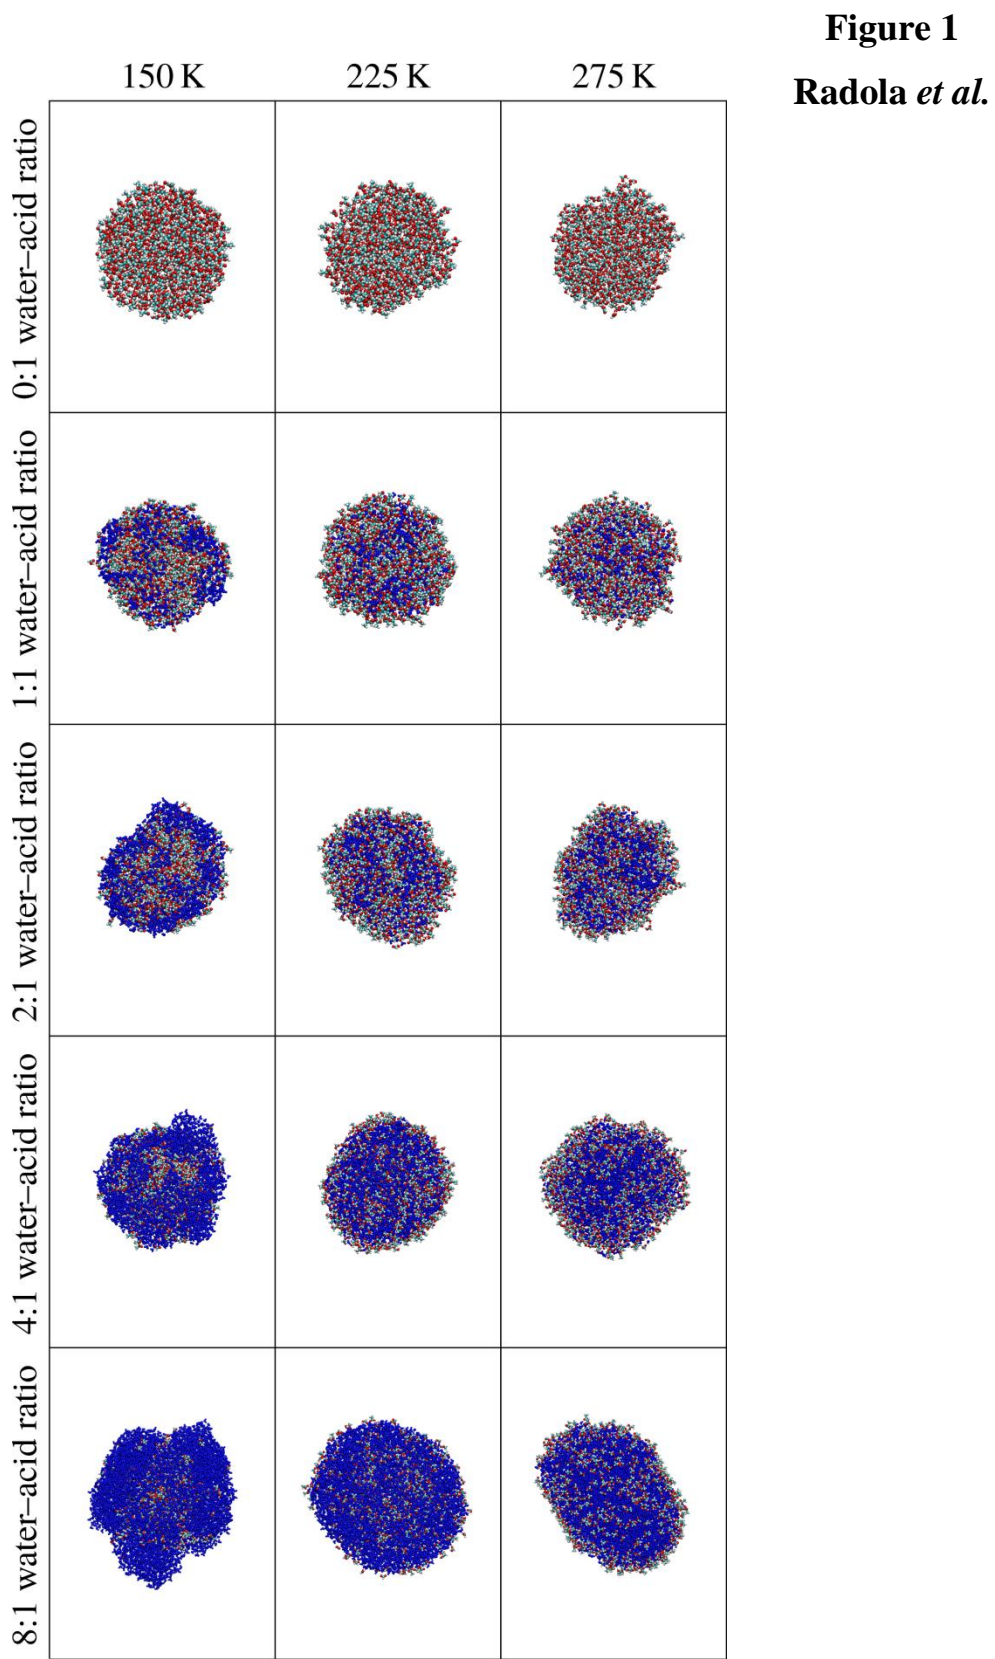 Figure 1
Radola et al.
150 K
225 K
275 K
0:1 water–acid ratio
1:1 water–acid ratio
2:1 water–acid ratio
4:1 water–acid ratio
8:1 water–acid ratio